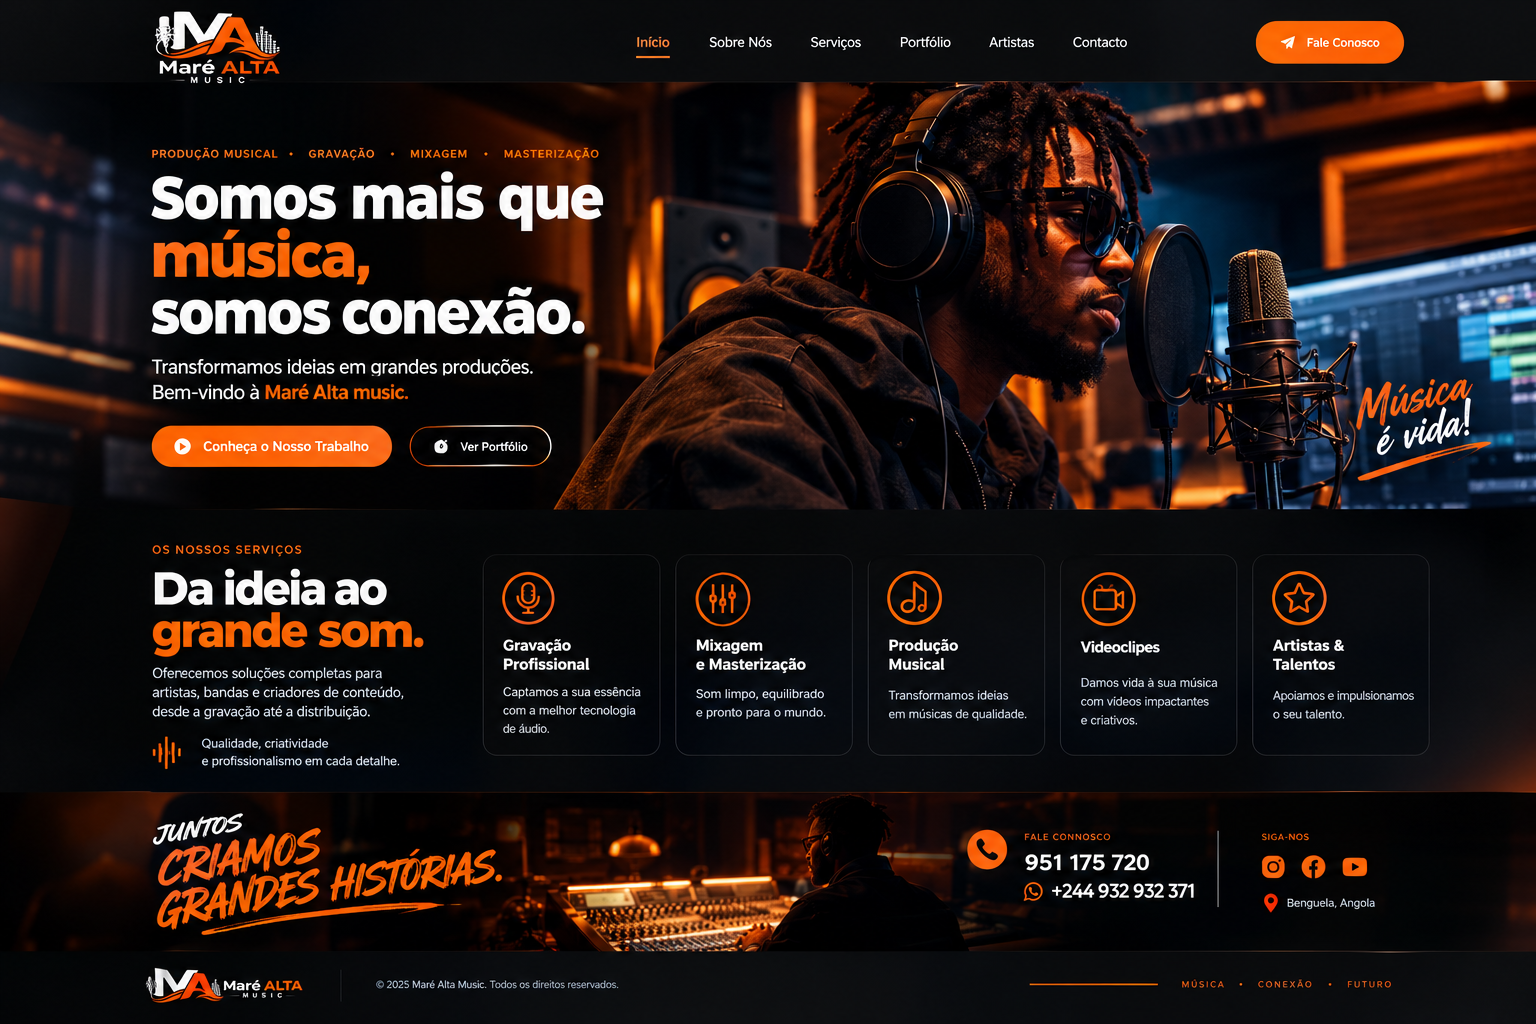 MA
Maré ALTA
MUSIC
Início
Sobre Nós
Serviços
Portfólio
Artistas
Contacto
Fale Conosco
PRODUÇÃO MUSICAL • GRAVAÇÃO • MIXAGEM • MASTERIZAÇÃO
Somos mais que
música,
somos conexão.
Transformamos ideias em grandes produções.
Bem-vindo à Maré Alta music.
Conheça o Nosso Trabalho
Ver Portfólio
Música
é vida!
OS NOSSOS SERVIÇOS
Da ideia ao
grande som.
Oferecemos soluções completas para
artistas, bandas e criadores de conteúdo,
desde a gravação até a distribuição.
Qualidade, criatividade
e profissionalismo em cada detalhe.
Gravação
Profissional
Captamos a sua essência
com a melhor tecnologia
de áudio.
Mixagem
e Masterização
Som limpo, equilibrado
e pronto para o mundo.
Produção
Musical
Transformamos ideias
em músicas de qualidade.
Videoclipes
Damos vida à sua música
com vídeos impactantes
e criativos.
Artistas &
Talentos
Apoiamos e impulsionamos
o seu talento.
JUNTOS
CRIAMOS
GRANDES HISTÓRIAS.
FALE CONNOSCO
951 175 720
+244 932 932 371
SIGA-NOS
Benguela, Angola
MA
Maré ALTA
MUSIC
© 2025 Maré Alta Music. Todos os direitos reservados.
MÚSICA • CONEXÃO • FUTURO